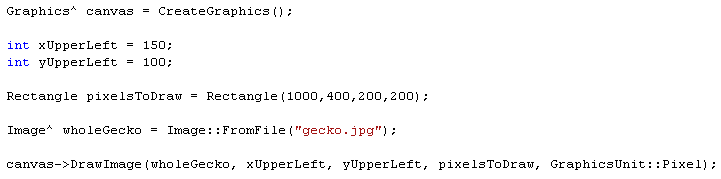 Graphics^ canvas = CreateGraphics();
int xUpperLeft = 150;
int yUpperLeft = 100;
Rectangle pixelsToDraw = Rectangle(1000,400,200,200);
Image^ wholeGecko = Image::FromFile("gecko.jpg");
canvas->DrawImage(wholeGecko, xUpperLeft, yUpperLeft, pixelsToDraw, GraphicsUnit::Pixel);